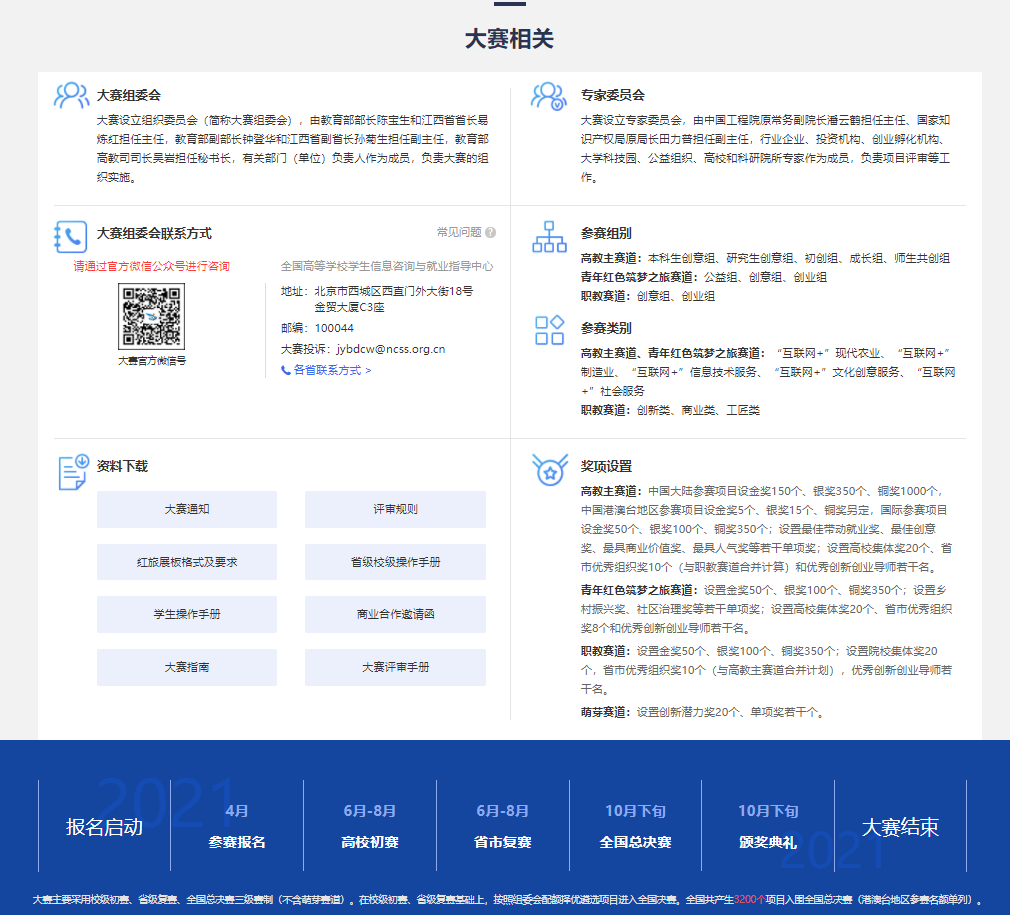 大赛相关
大赛组委会
大赛设立组织委员会（简称大赛组委会），由教育部部长陈宝生和江西省省长易
炼红担任主任，教育部副部长钟登华和江西省副省长孙菊生担任副主任，教育部
高教司司长吴岩担任秘书长，有关部门（单位）负责人作为成员，负责大赛的组
织实施。
专家委员会
大赛设立专家委员会，由中国工程院原常务副院长潘云鹤担任主任、国家知
识产权局原局长田力普担任副主任，行业企业、投资机构、创业孵化机构、
大学科技园、公益组织、高校和科研院所专家作为成员，负责项目评审等工
作。
大赛组委会联系方式
常见问题 ?
请通过官方微信公众号进行咨询
大赛官方微信号
全国高等学校学生信息咨询与就业指导中心
地址：北京市西城区西直门外大街18号
金贸大厦C3座
邮编：100044
大赛投诉：jybdcw@ncss.org.cn
各省联系方式 >
参赛组别
高教主赛道：本科生创意组、研究生创意组、初创组、成长组、师生共创组
青年红色筑梦之旅赛道：公益组、创意组、创业组
职教赛道：创意组、创业组
参赛类别
高教主赛道、青年红色筑梦之旅赛道：“互联网+”现代农业、“互联网+”
制造业、“互联网+”信息技术服务、“互联网+”文化创意服务、“互联网
+”社会服务
职教赛道：创新类、商业类、工匠类
资料下载
大赛通知
评审规则
红旅展板格式及要求
省级校级操作手册
学生操作手册
商业合作邀请函
大赛指南
大赛评审手册
奖项设置
高教主赛道：中国大陆参赛项目设金奖150个、银奖350个、铜奖1000个，
中国港澳台地区参赛项目设金奖5个、银奖15个、铜奖另定，国际参赛项目
设金奖50个、银奖100个、铜奖350个；设置最佳带动就业奖、最佳创意
奖、最具商业价值奖、最具人气奖等若干单项奖；设置高校集体奖20个、省
市优秀组织奖10个（与职教赛道合并计算）和优秀创新创业导师若干名。
青年红色筑梦之旅赛道：设置金奖50个、银奖100个、铜奖350个；设置乡
村振兴奖、社区治理奖等若干单项奖；设置高校集体奖20个、省市优秀组织
奖8个和优秀创新创业导师若干名。
职教赛道：设置金奖50个、银奖100个、铜奖350个；设置院校集体奖20
个，省市优秀组织奖10个（与高教主赛道合并计划），优秀创新创业导师若
干名。
萌芽赛道：设置创新潜力奖20个、单项奖若干个。
2021
报名启动
4月
参赛报名
6月-8月
高校初赛
6月-8月
省市复赛
10月下旬
全国总决赛
10月下旬
颁奖典礼
2021
大赛结束
大赛主要采用校级初赛、省级复赛、全国总决赛三级赛制（不含萌芽赛道）。在校级初赛、省级复赛基础上，按照组委会配额择优遴选项目进入全国决赛。全国共产生3200个项目入围全国总决赛（港澳台地区参赛名额单列）。